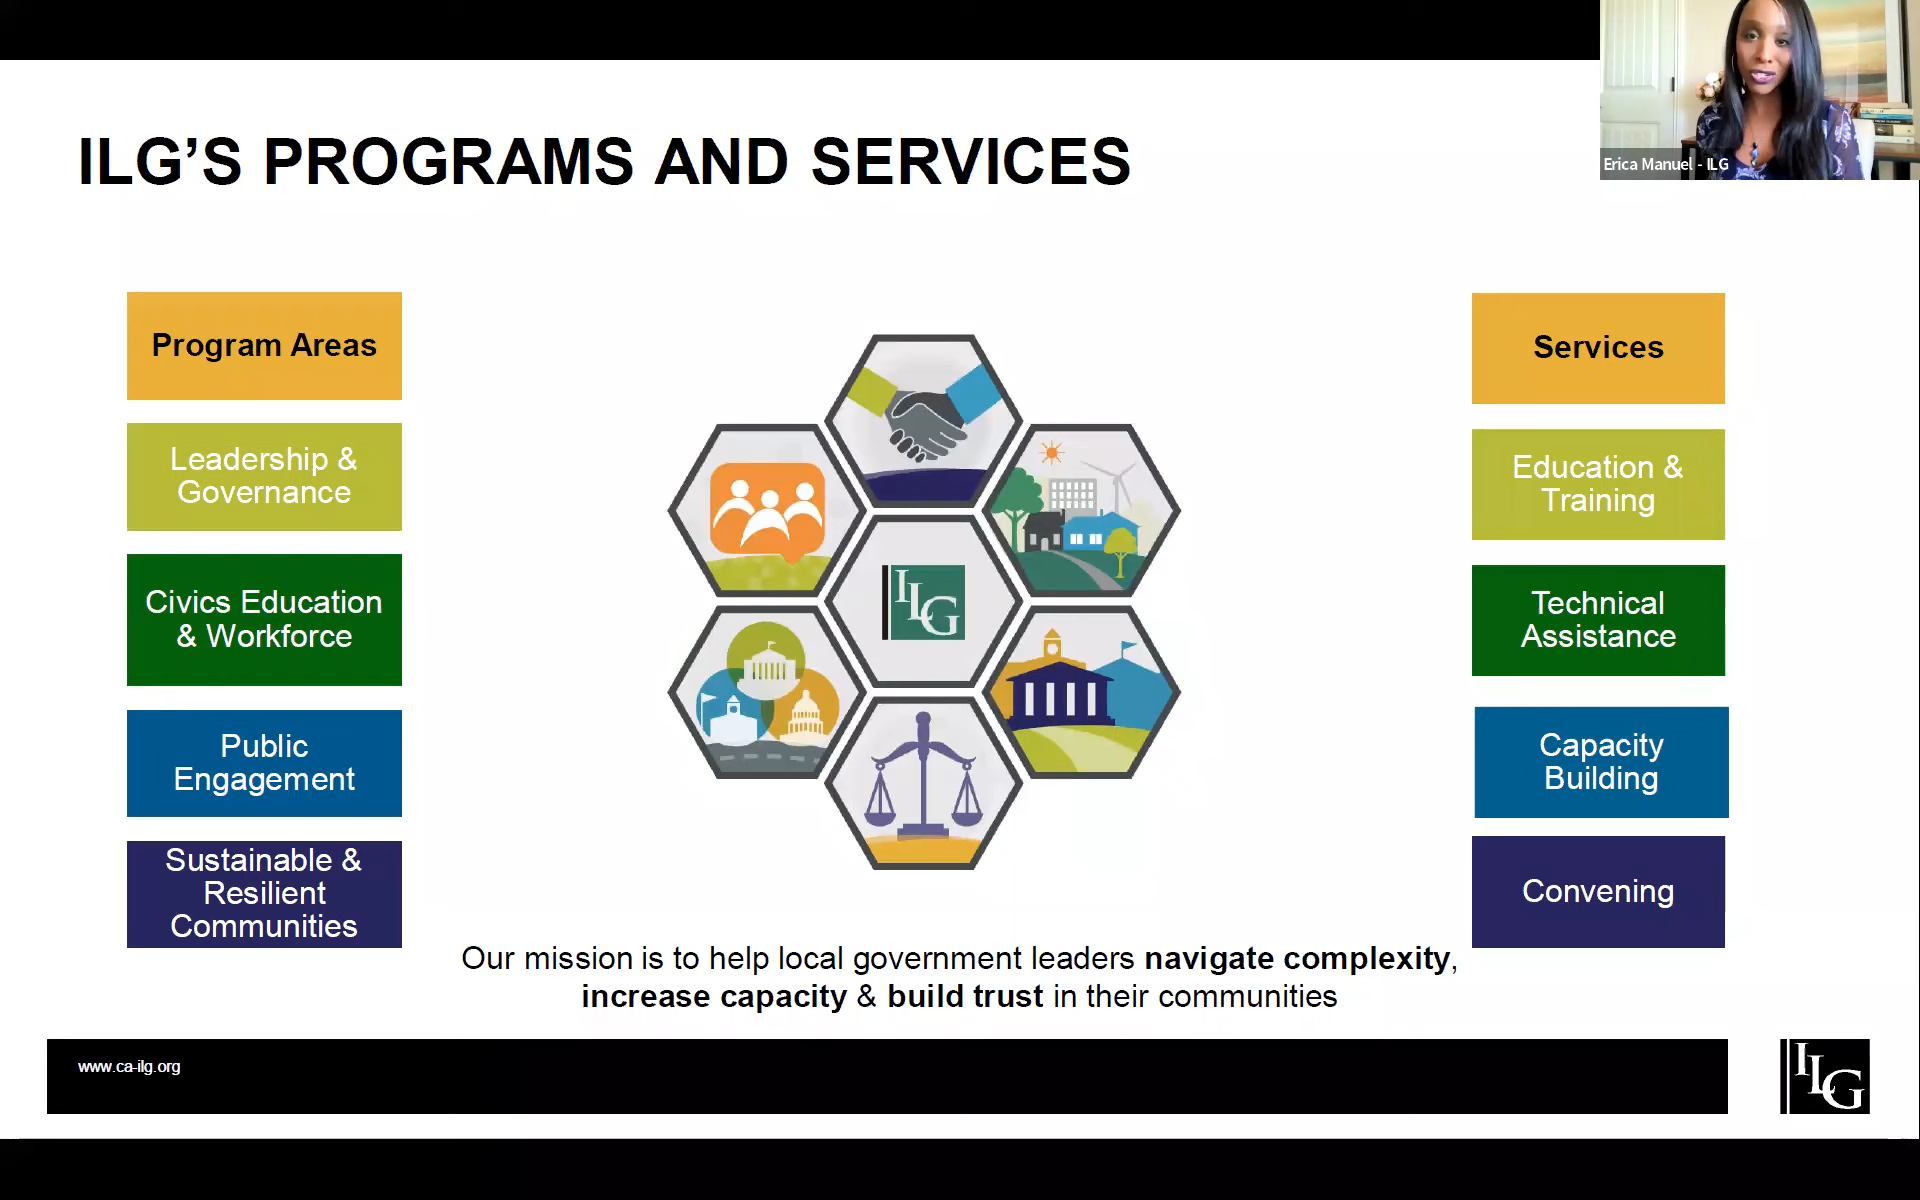 Erica Manuel - ILG
ILG'S PROGRAMS AND SERVICES
Program Areas
Leadership &
Governance
Civics Education
& Workforce
Public
Engagement
Sustainable &
Resilient
Communities
ILG
Services
Education &
Training
Technical
Assistance
Capacity
Building
Convening
Our mission is to help local government leaders navigate complexity,
increase capacity & build trust in their communities
www.ca-ilg.org
ILG